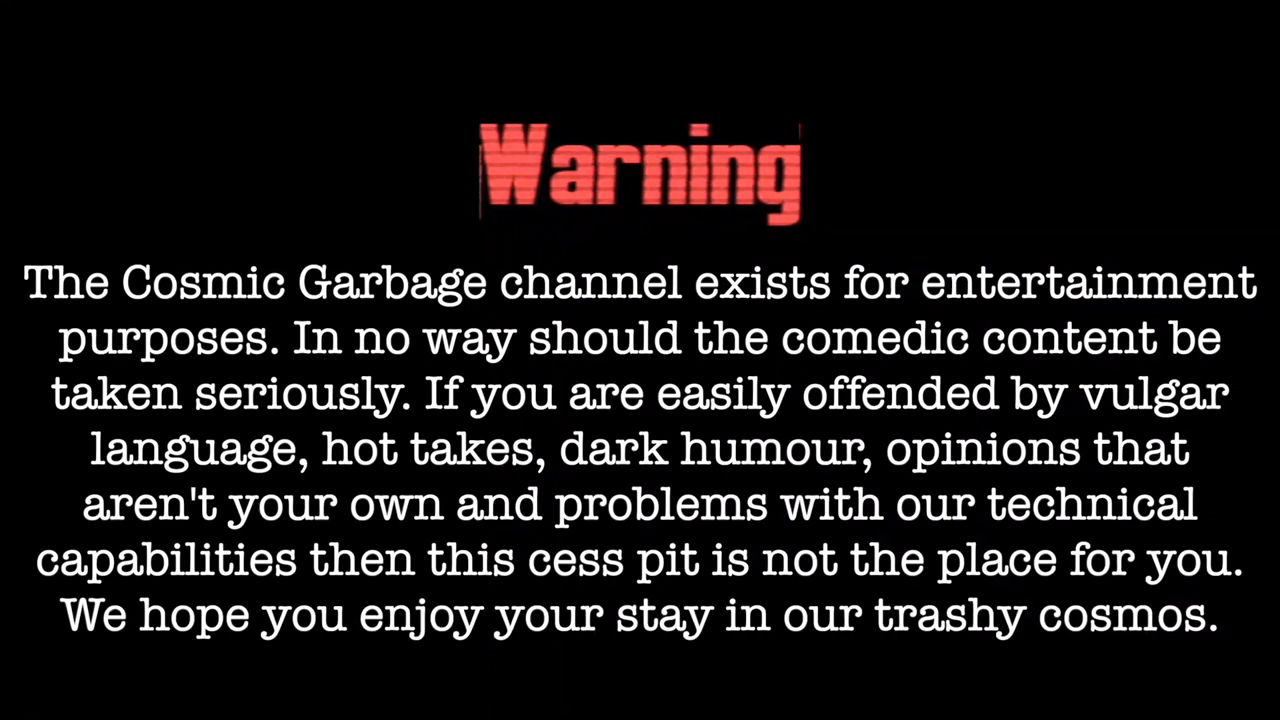 Warning
The Cosmic Garbage channel exists for entertainment
purposes. In no way should the comedic content be
taken seriously. If you are easily offended by vulgar
language, hot takes, dark humour, opinions that
aren't your own and problems with our technical
capabilities then this cess pit is not the place for you.
We hope you enjoy your stay in our trashy cosmos.